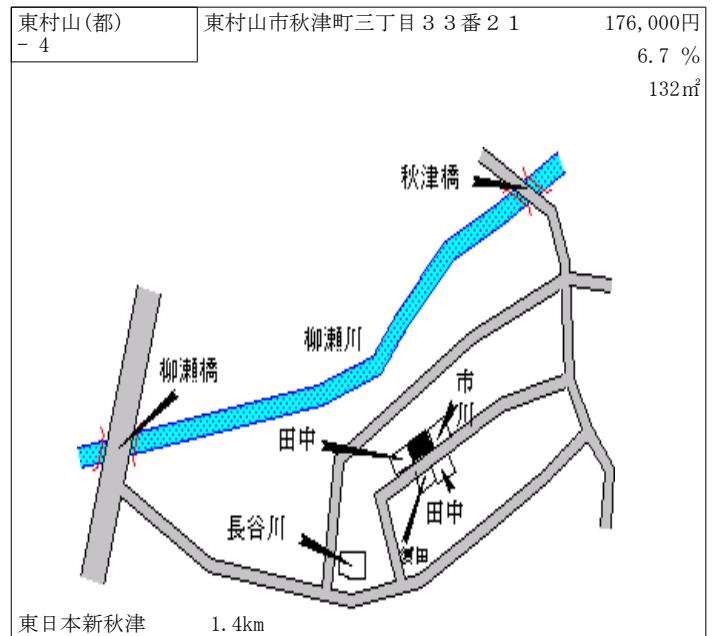 東村山(都)
- 4
東村山市秋津町三丁目33番21
176,000円
6.7 %
132㎡
秋津橋
柳瀬川
柳瀬橋
市川
田中
田中
長谷川
東日本新秋津 1.4km